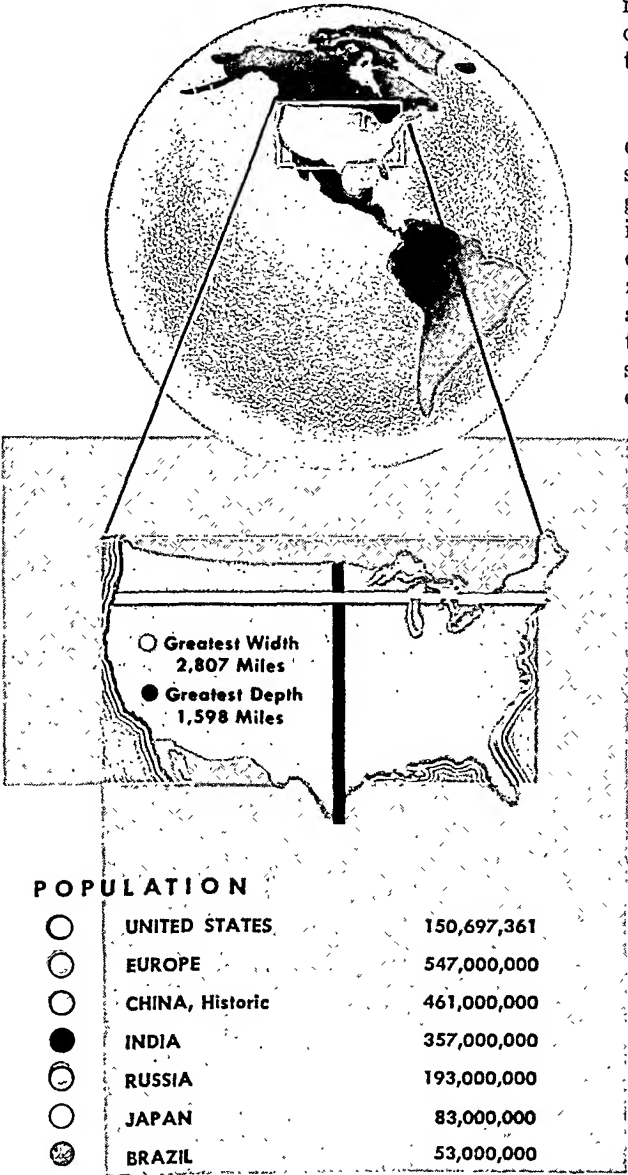 Greatest Width
2,807 Miles
Greatest Depth
1,598 Miles
POPULATION
UNITED STATES 150,697,361
EUROPE 547,000,000
CHINA, Historic 461,000,000
INDIA 357,000,000
RUSSIA 193,000,000
JAPAN 83,000,000
BRAZIL 53,000,000